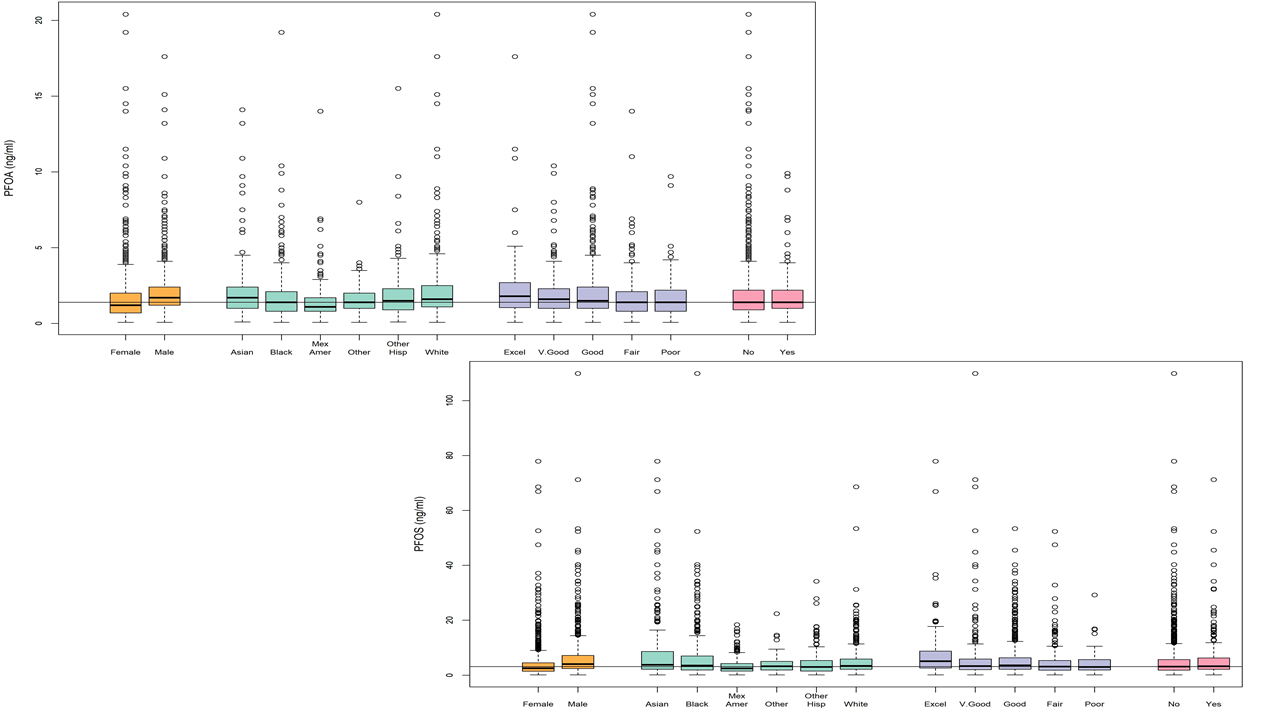 PFOA (ng/ml)
20
15
10
5
0
Female Male Asian Black Mex Amer Other Other Hisp White Excel V.Good Good Fair Poor No Yes
PFOS (ng/ml)
100
80
60
40
20
0
Female Male Asian Black Mex Amer Other Other Hisp White Excel V.Good Good Fair Poor No Yes